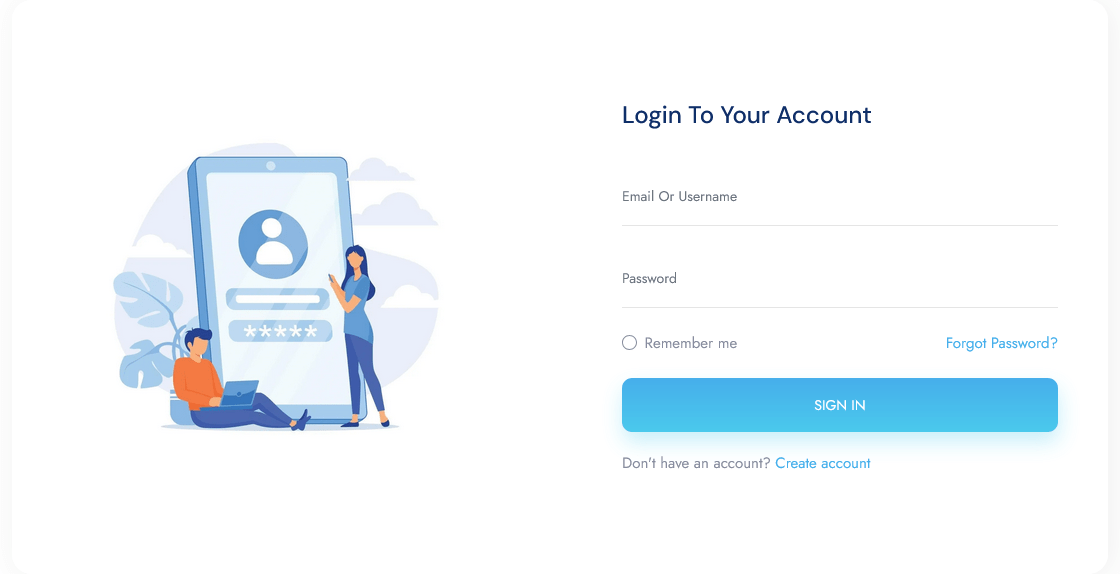 Login To Your Account
Email Or Username
*****
Password
Remember me
Forgot Password?
SIGN IN
Don't have an account? Create account